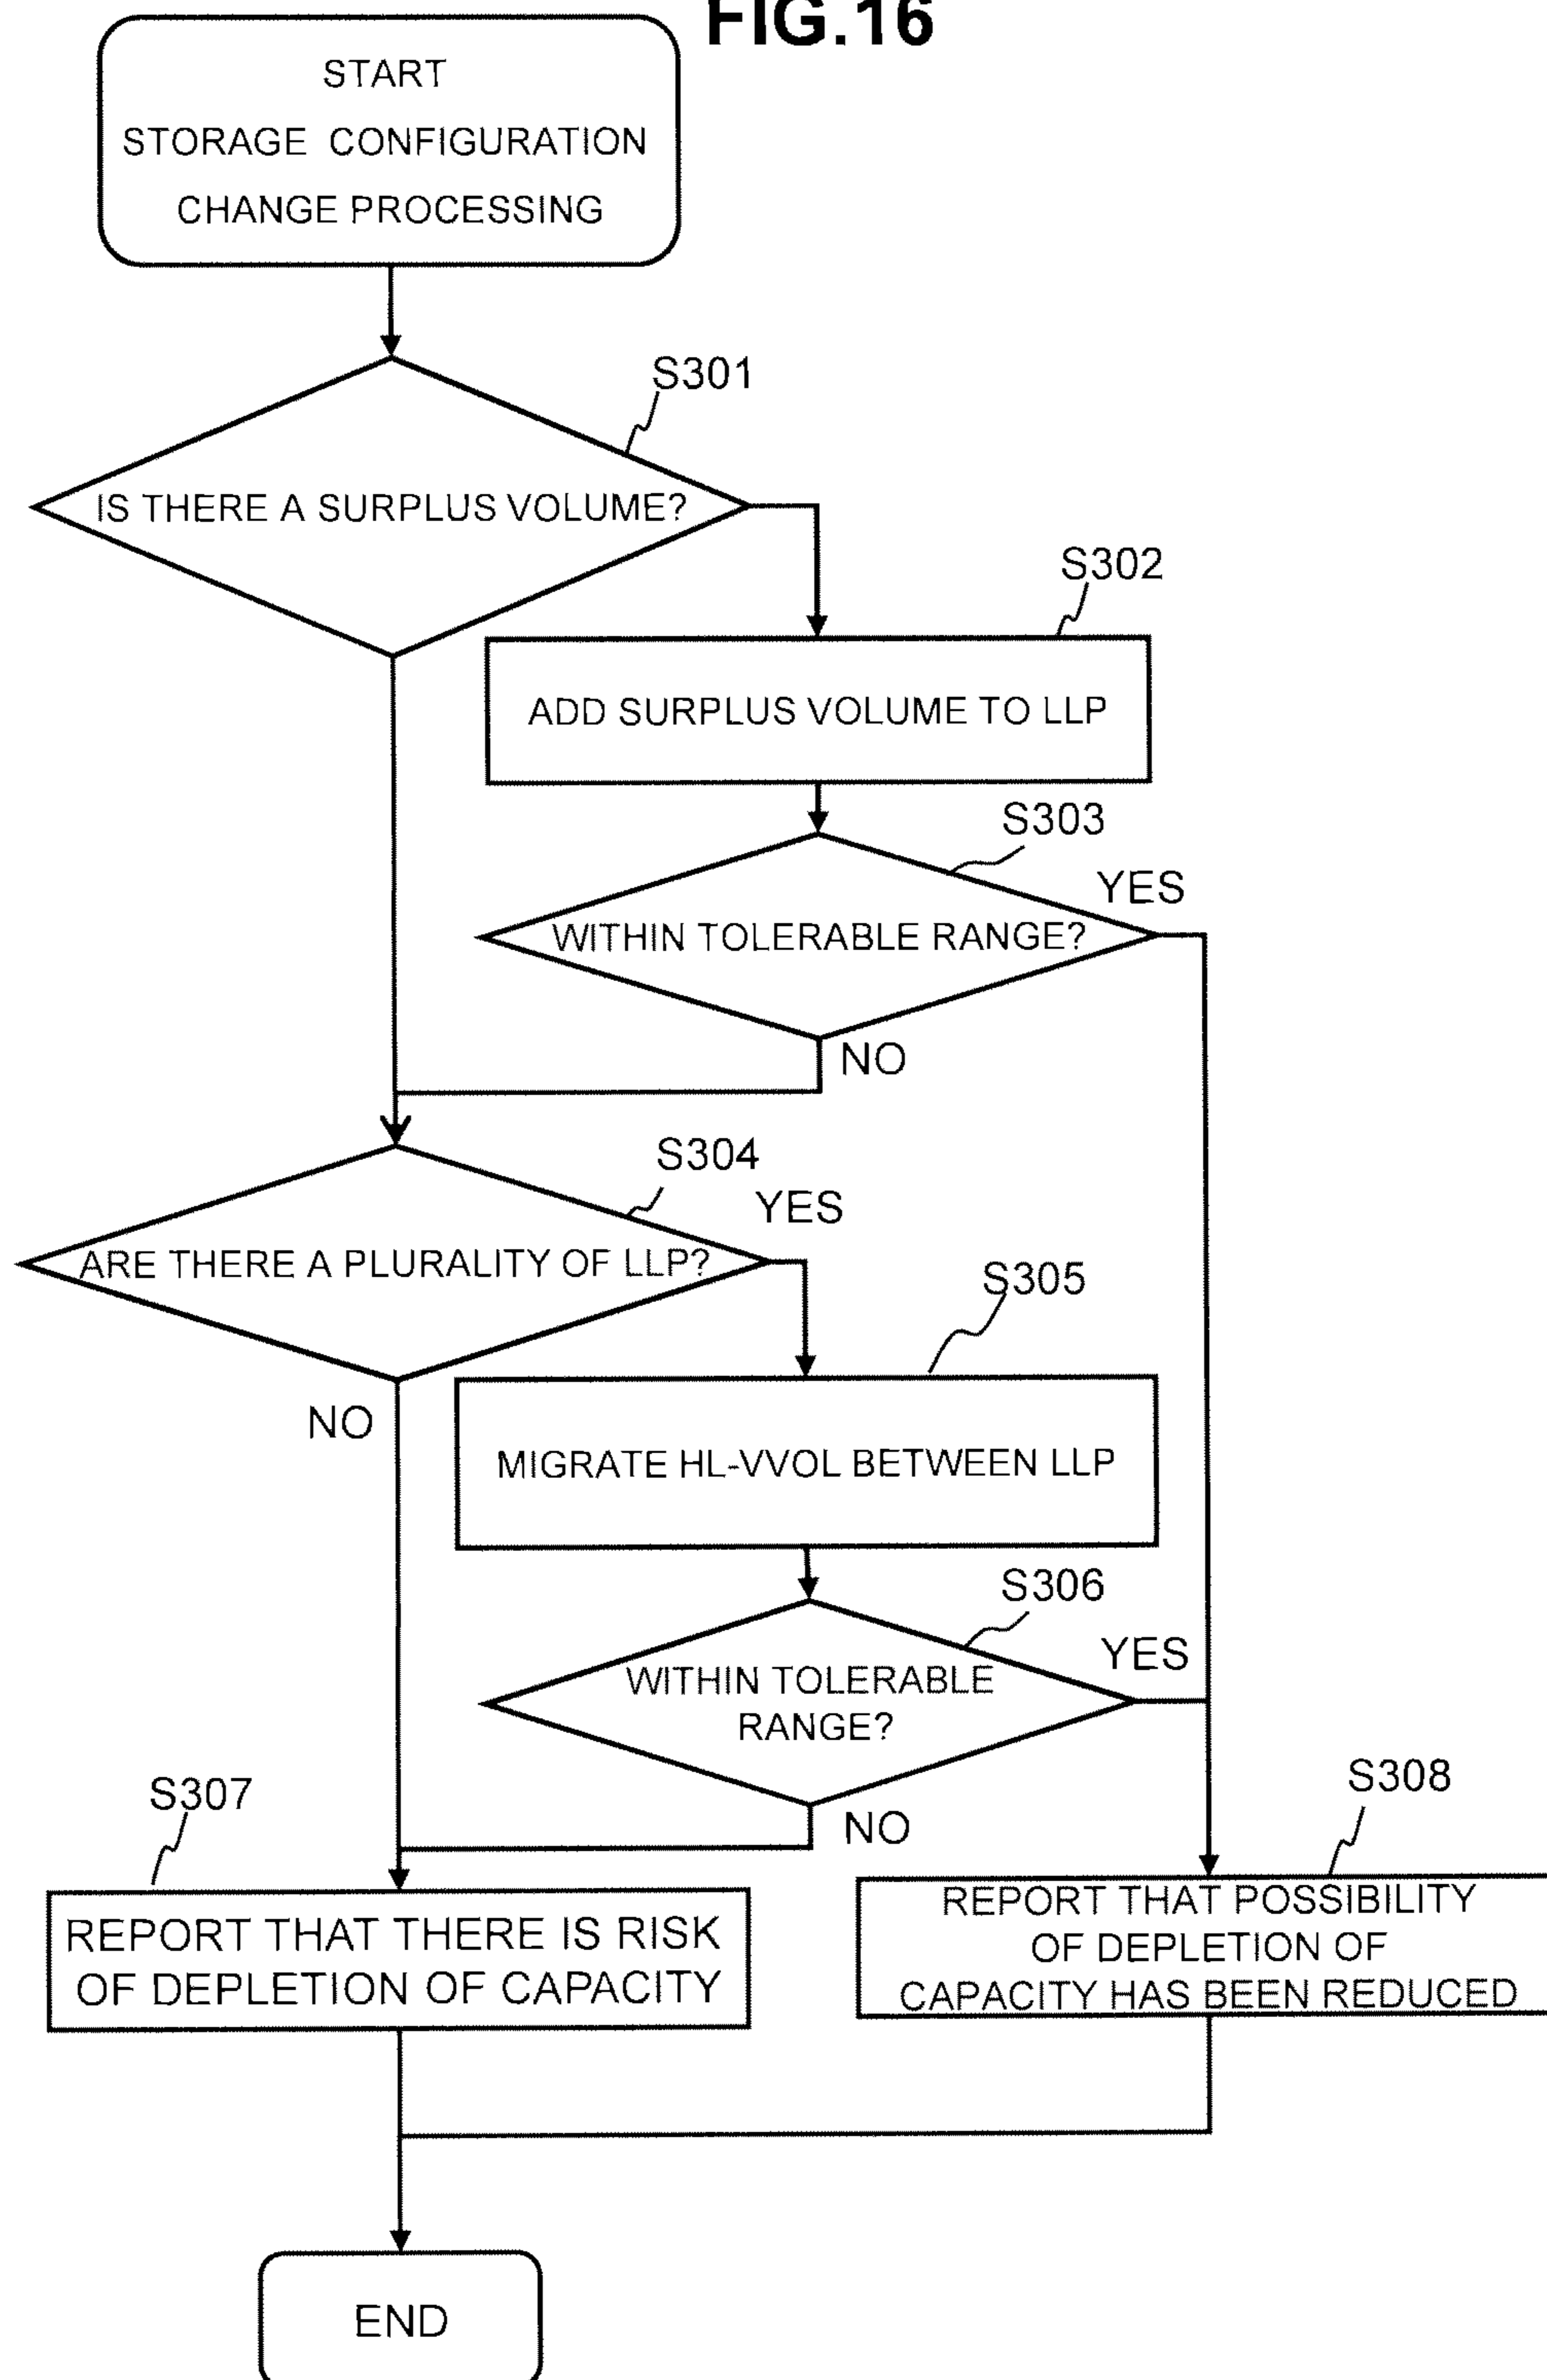 FIG.16
START
STORAGE CONFIGURATION
CHANGE PROCESSING
S301
IS THERE A SURPLUS VOLUME?
S302
ADD SURPLUS VOLUME TO LLP
S303
YES
WITHIN TOLERABLE RANGE?
NO
S304
YES
ARE THERE A PLURALITY OF LLP?
S305
NO
MIGRATE HL-VVOL BETWEEN LLP
S306
YES
WITHIN TOLERABLE
RANGE?
NO
S307
S308
REPORT THAT THERE IS RISK
OF DEPLETION OF CAPACITY
REPORT THAT POSSIBILITY
OF DEPLETION OF
CAPACITY HAS BEEN REDUCED
END